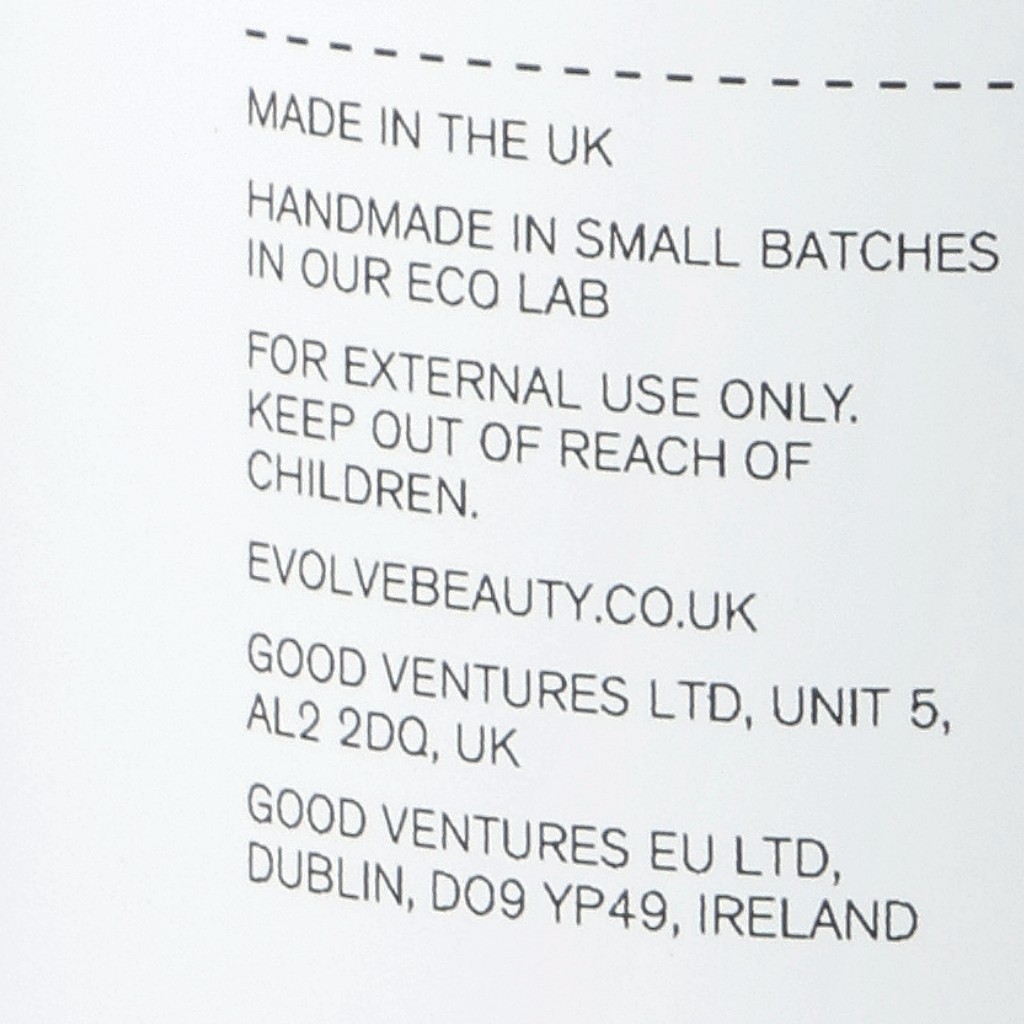 MADE IN THE UK
HANDMADE IN SMALL BATCHES
IN OUR ECO LAB
FOR EXTERNAL USE ONLY.
KEEP OUT OF REACH OF
CHILDREN.
EVOLVEBEAUTY.CO.UK
GOOD VENTURES LTD, UNIT 5,
AL2 2DQ, UK
GOOD VENTURES EU LTD,
DUBLIN, DO9 YP49, IRELAND